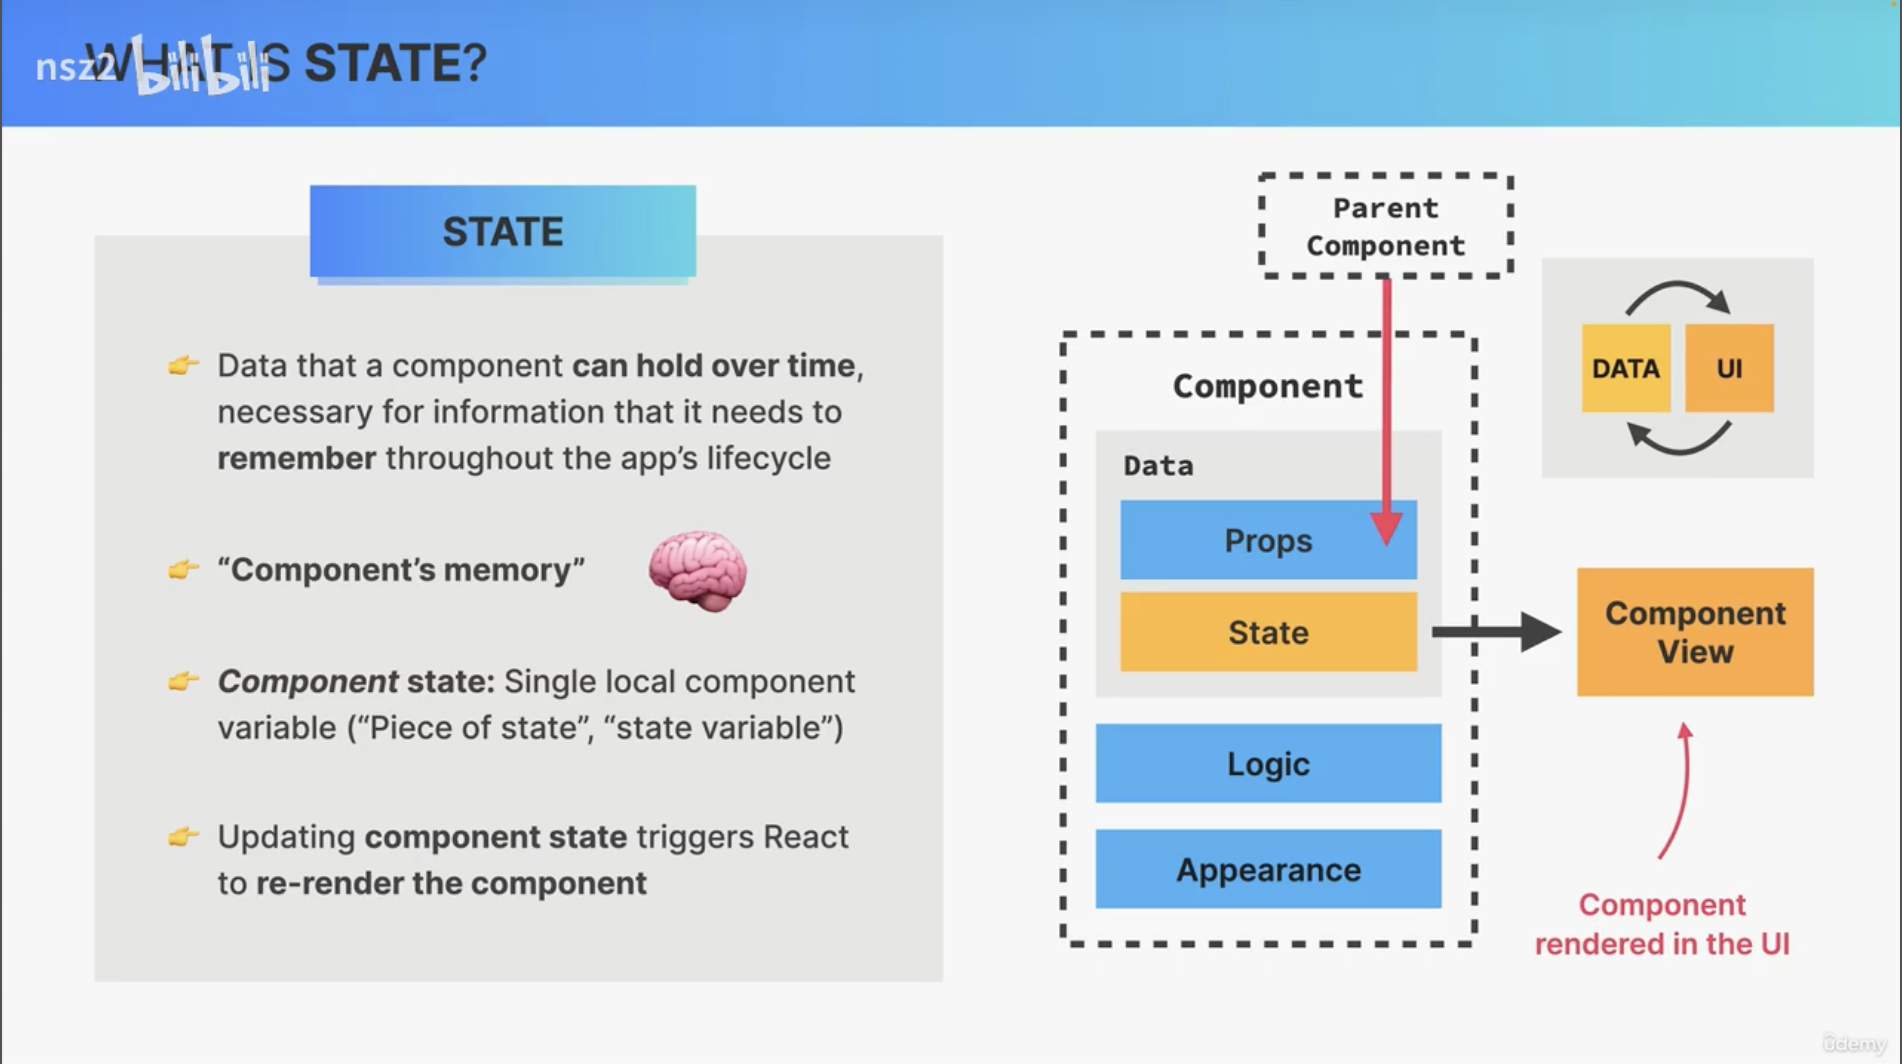 WHAT IS STATE?
nsz2 bilibili
STATE
Data that a component can hold over time,
necessary for information that it needs to
remember throughout the app’s lifecycle
“Component’s memory”
Component state: Single local component
variable (“Piece of state”, “state variable”)
Updating component state triggers React
to re-render the component
Parent
Component
Component
Data
Props
State
Logic
Appearance
DATA
UI
Component
View
Component
rendered in the UI
ûdemy